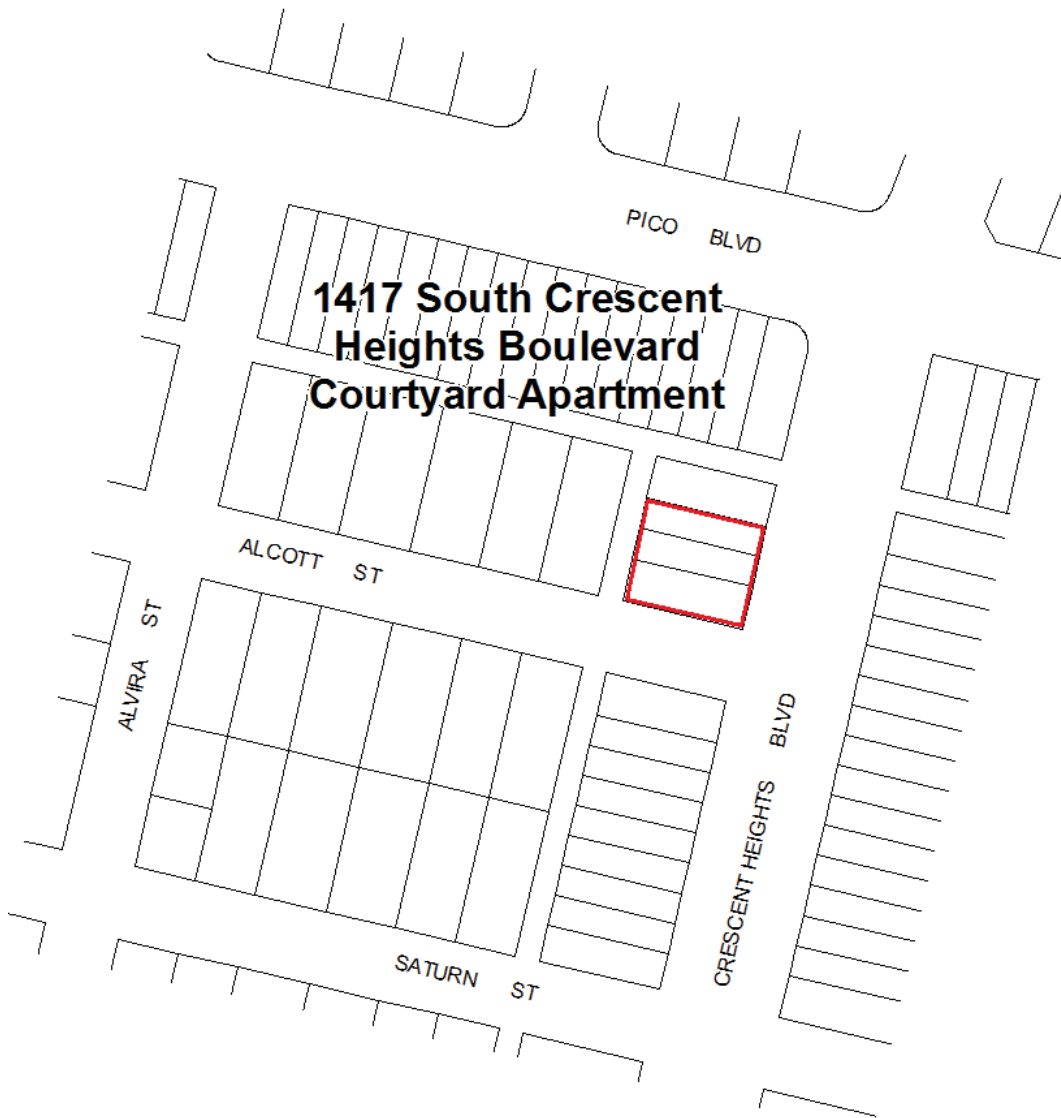 PICO BLVD
1417 South Crescent
Heights Boulevard
Courtyard Apartment
ALCOTT ST
ALVIRA ST
CRESCENT HEIGHTS BLVD
SATURN ST